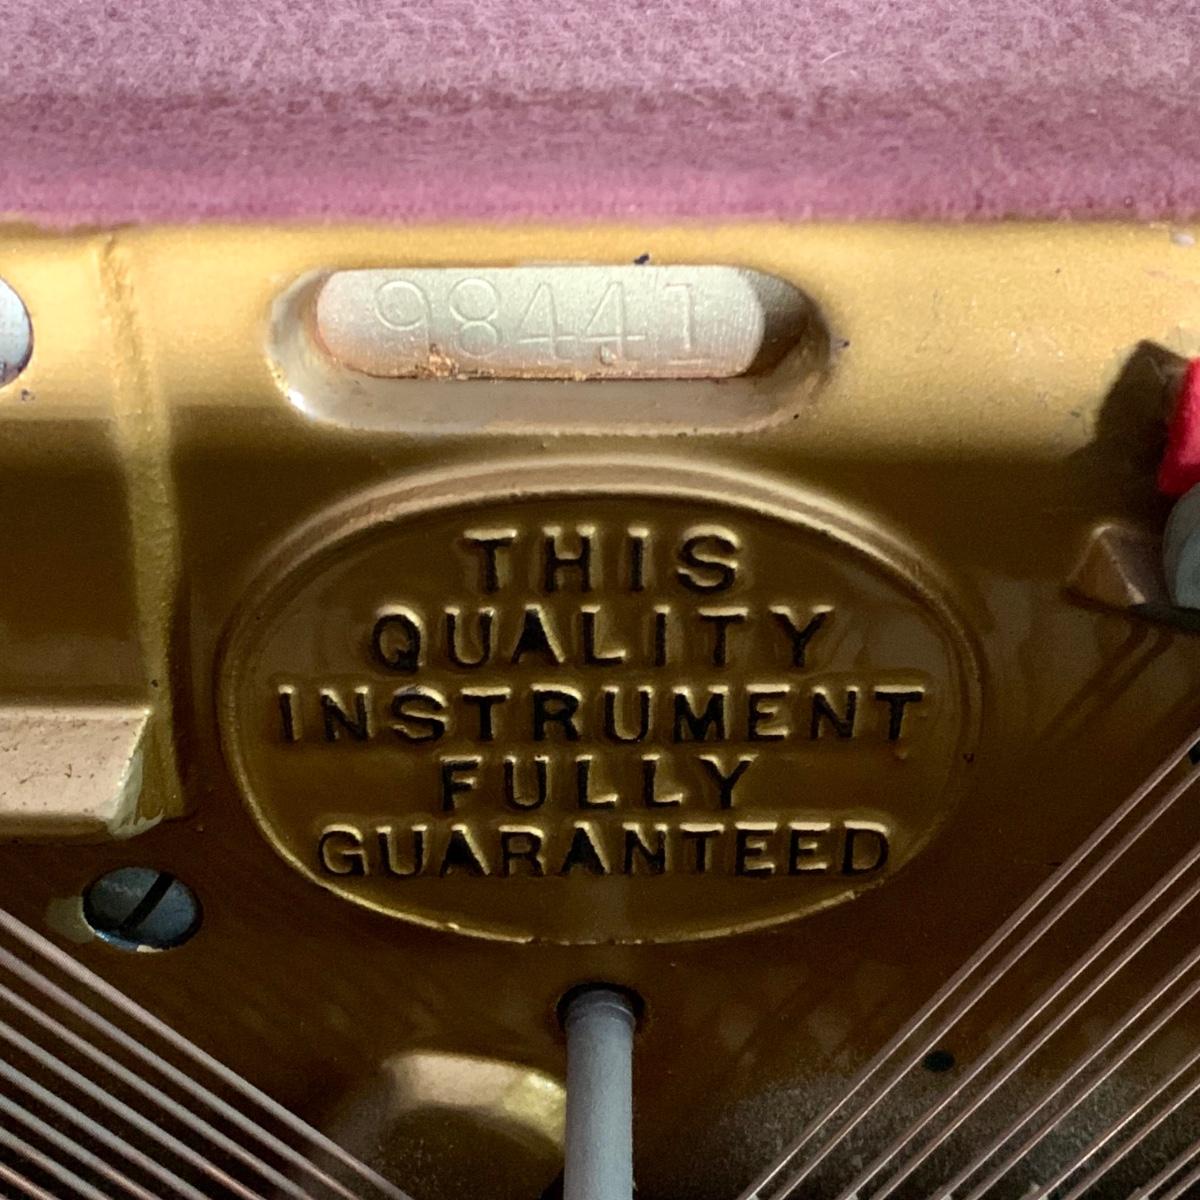 98441
THIS
QUALITY
INSTRUMENT
FULLY
GUARANTEED